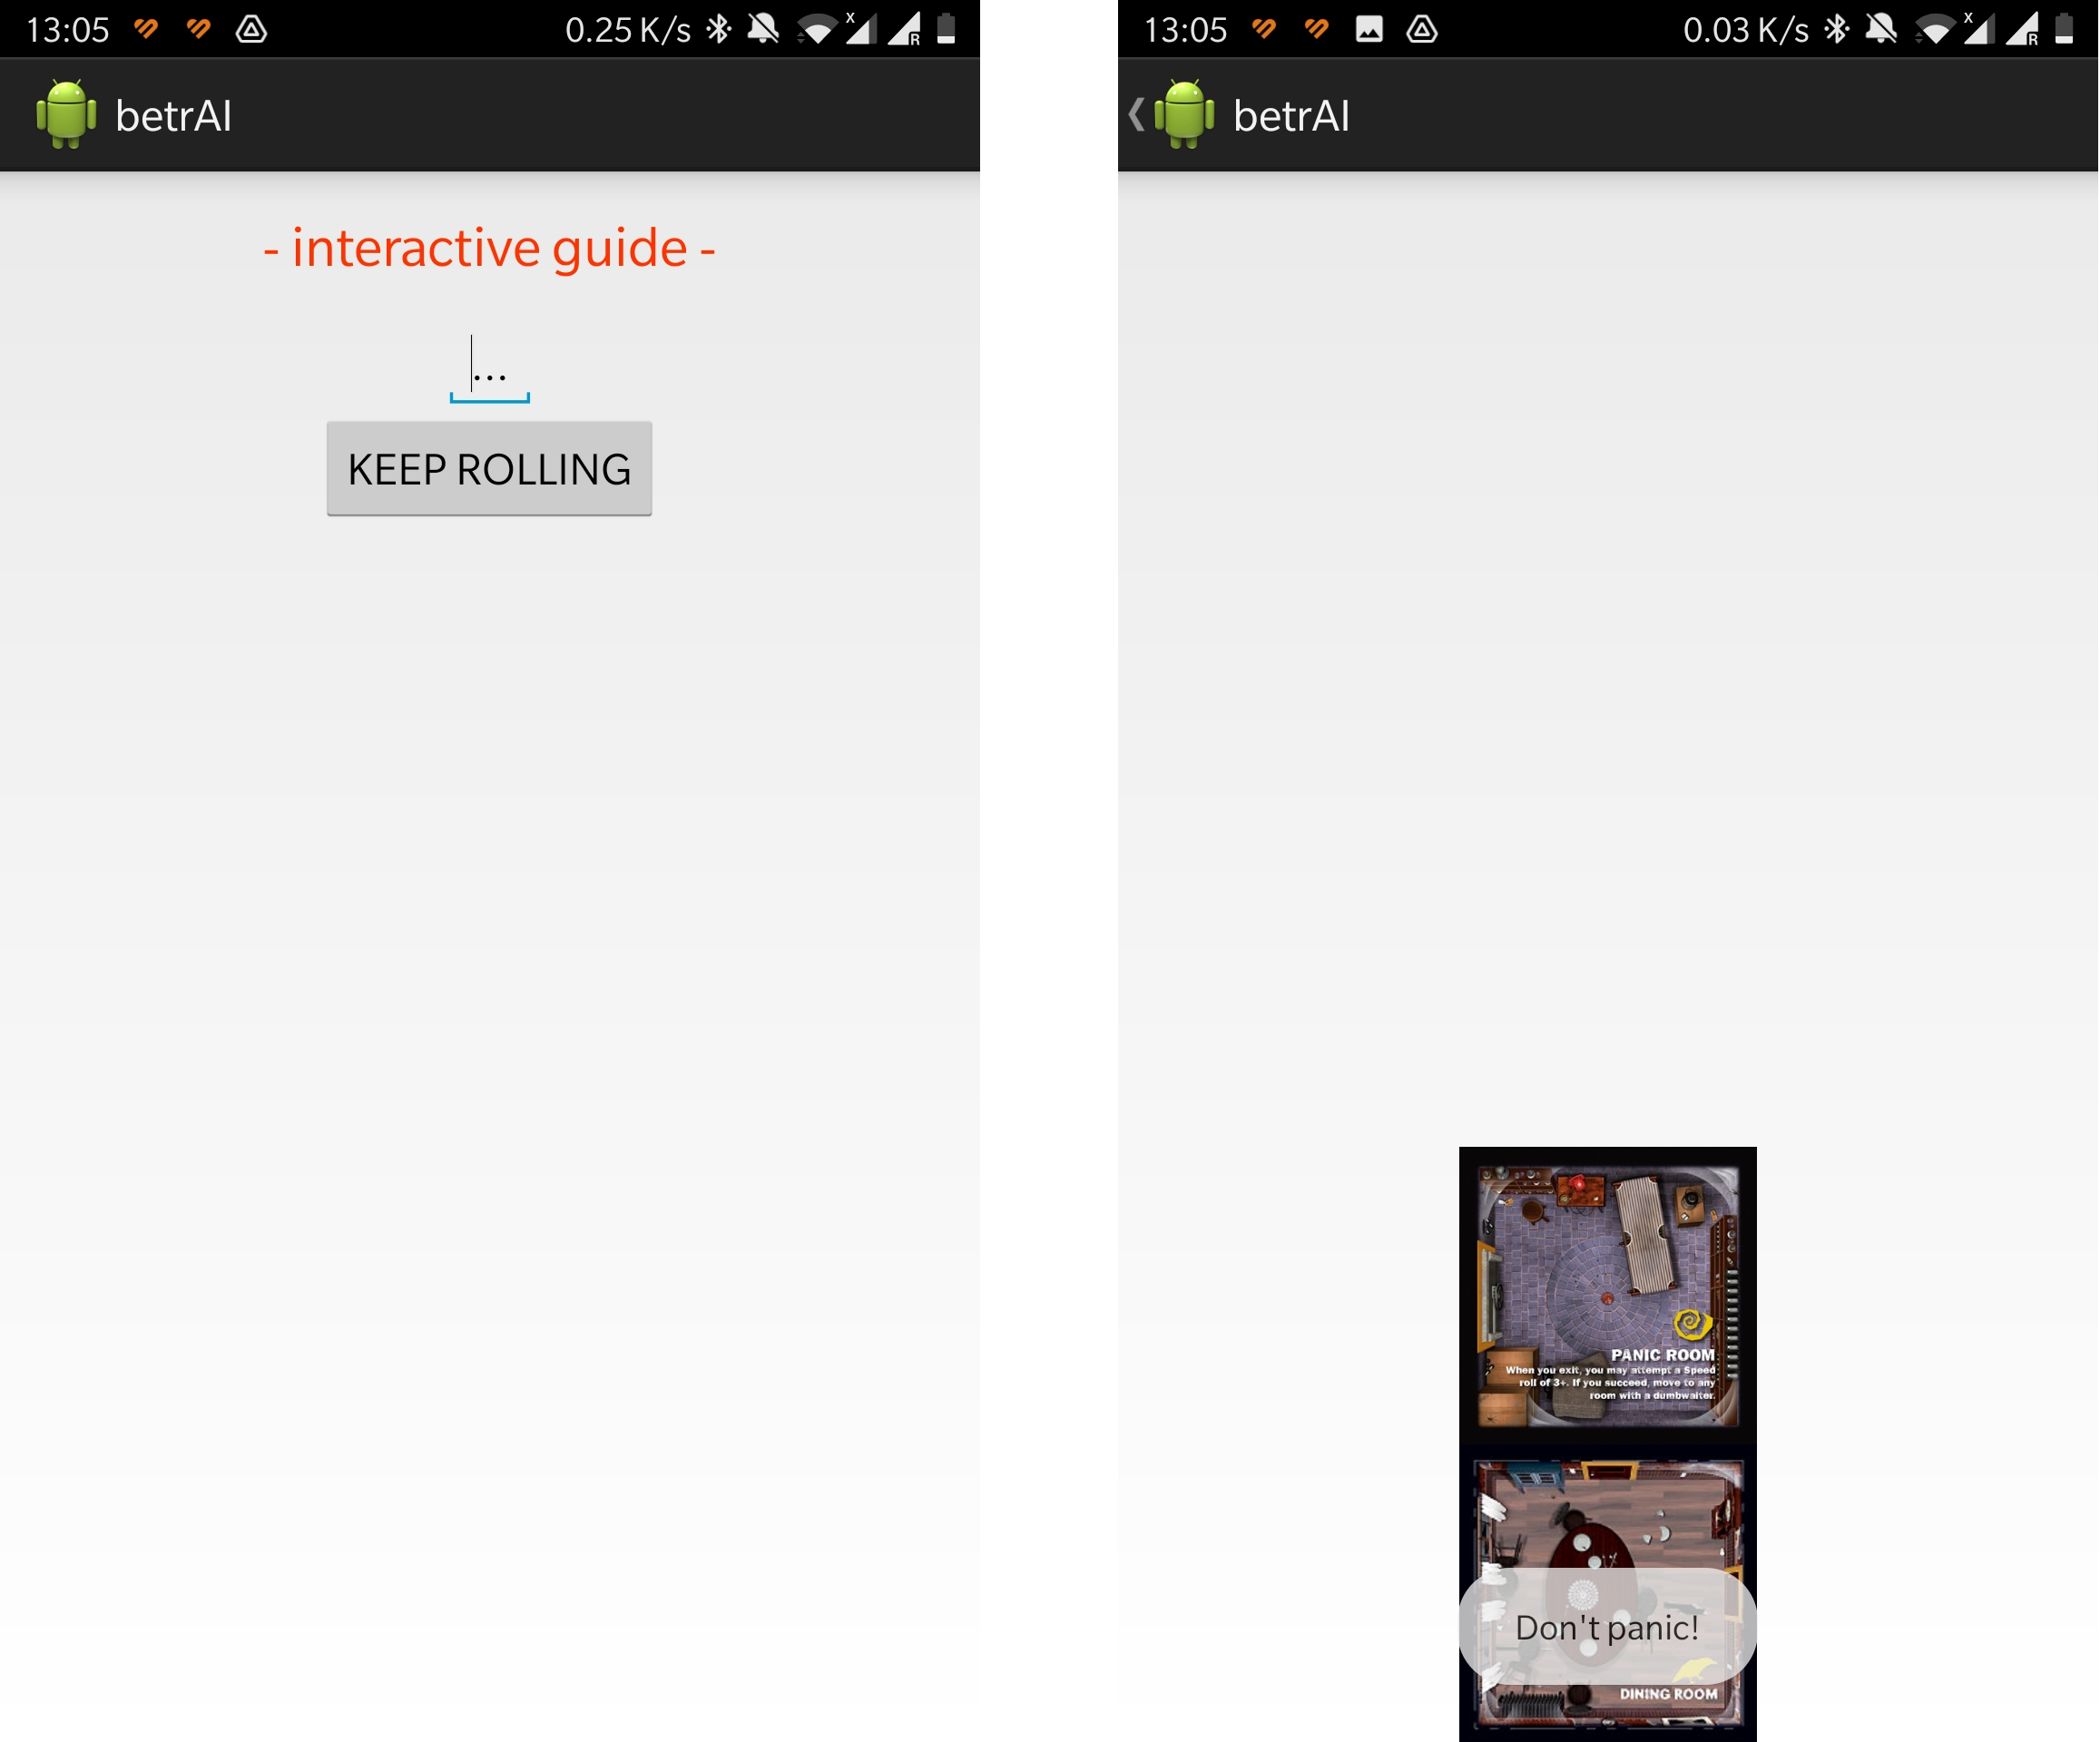 13:05
0.25 K/s
X
R
betrAI
- interactive guide -
...
KEEP ROLLING
13:05
0.03 K/s
X
R
betrAI
PANIC ROOM
When you exit, you may attempt a Speed
roll of 3+. If you succeed, move to any
room with a dumbwaiter.
Don't panic!
DINING ROOM